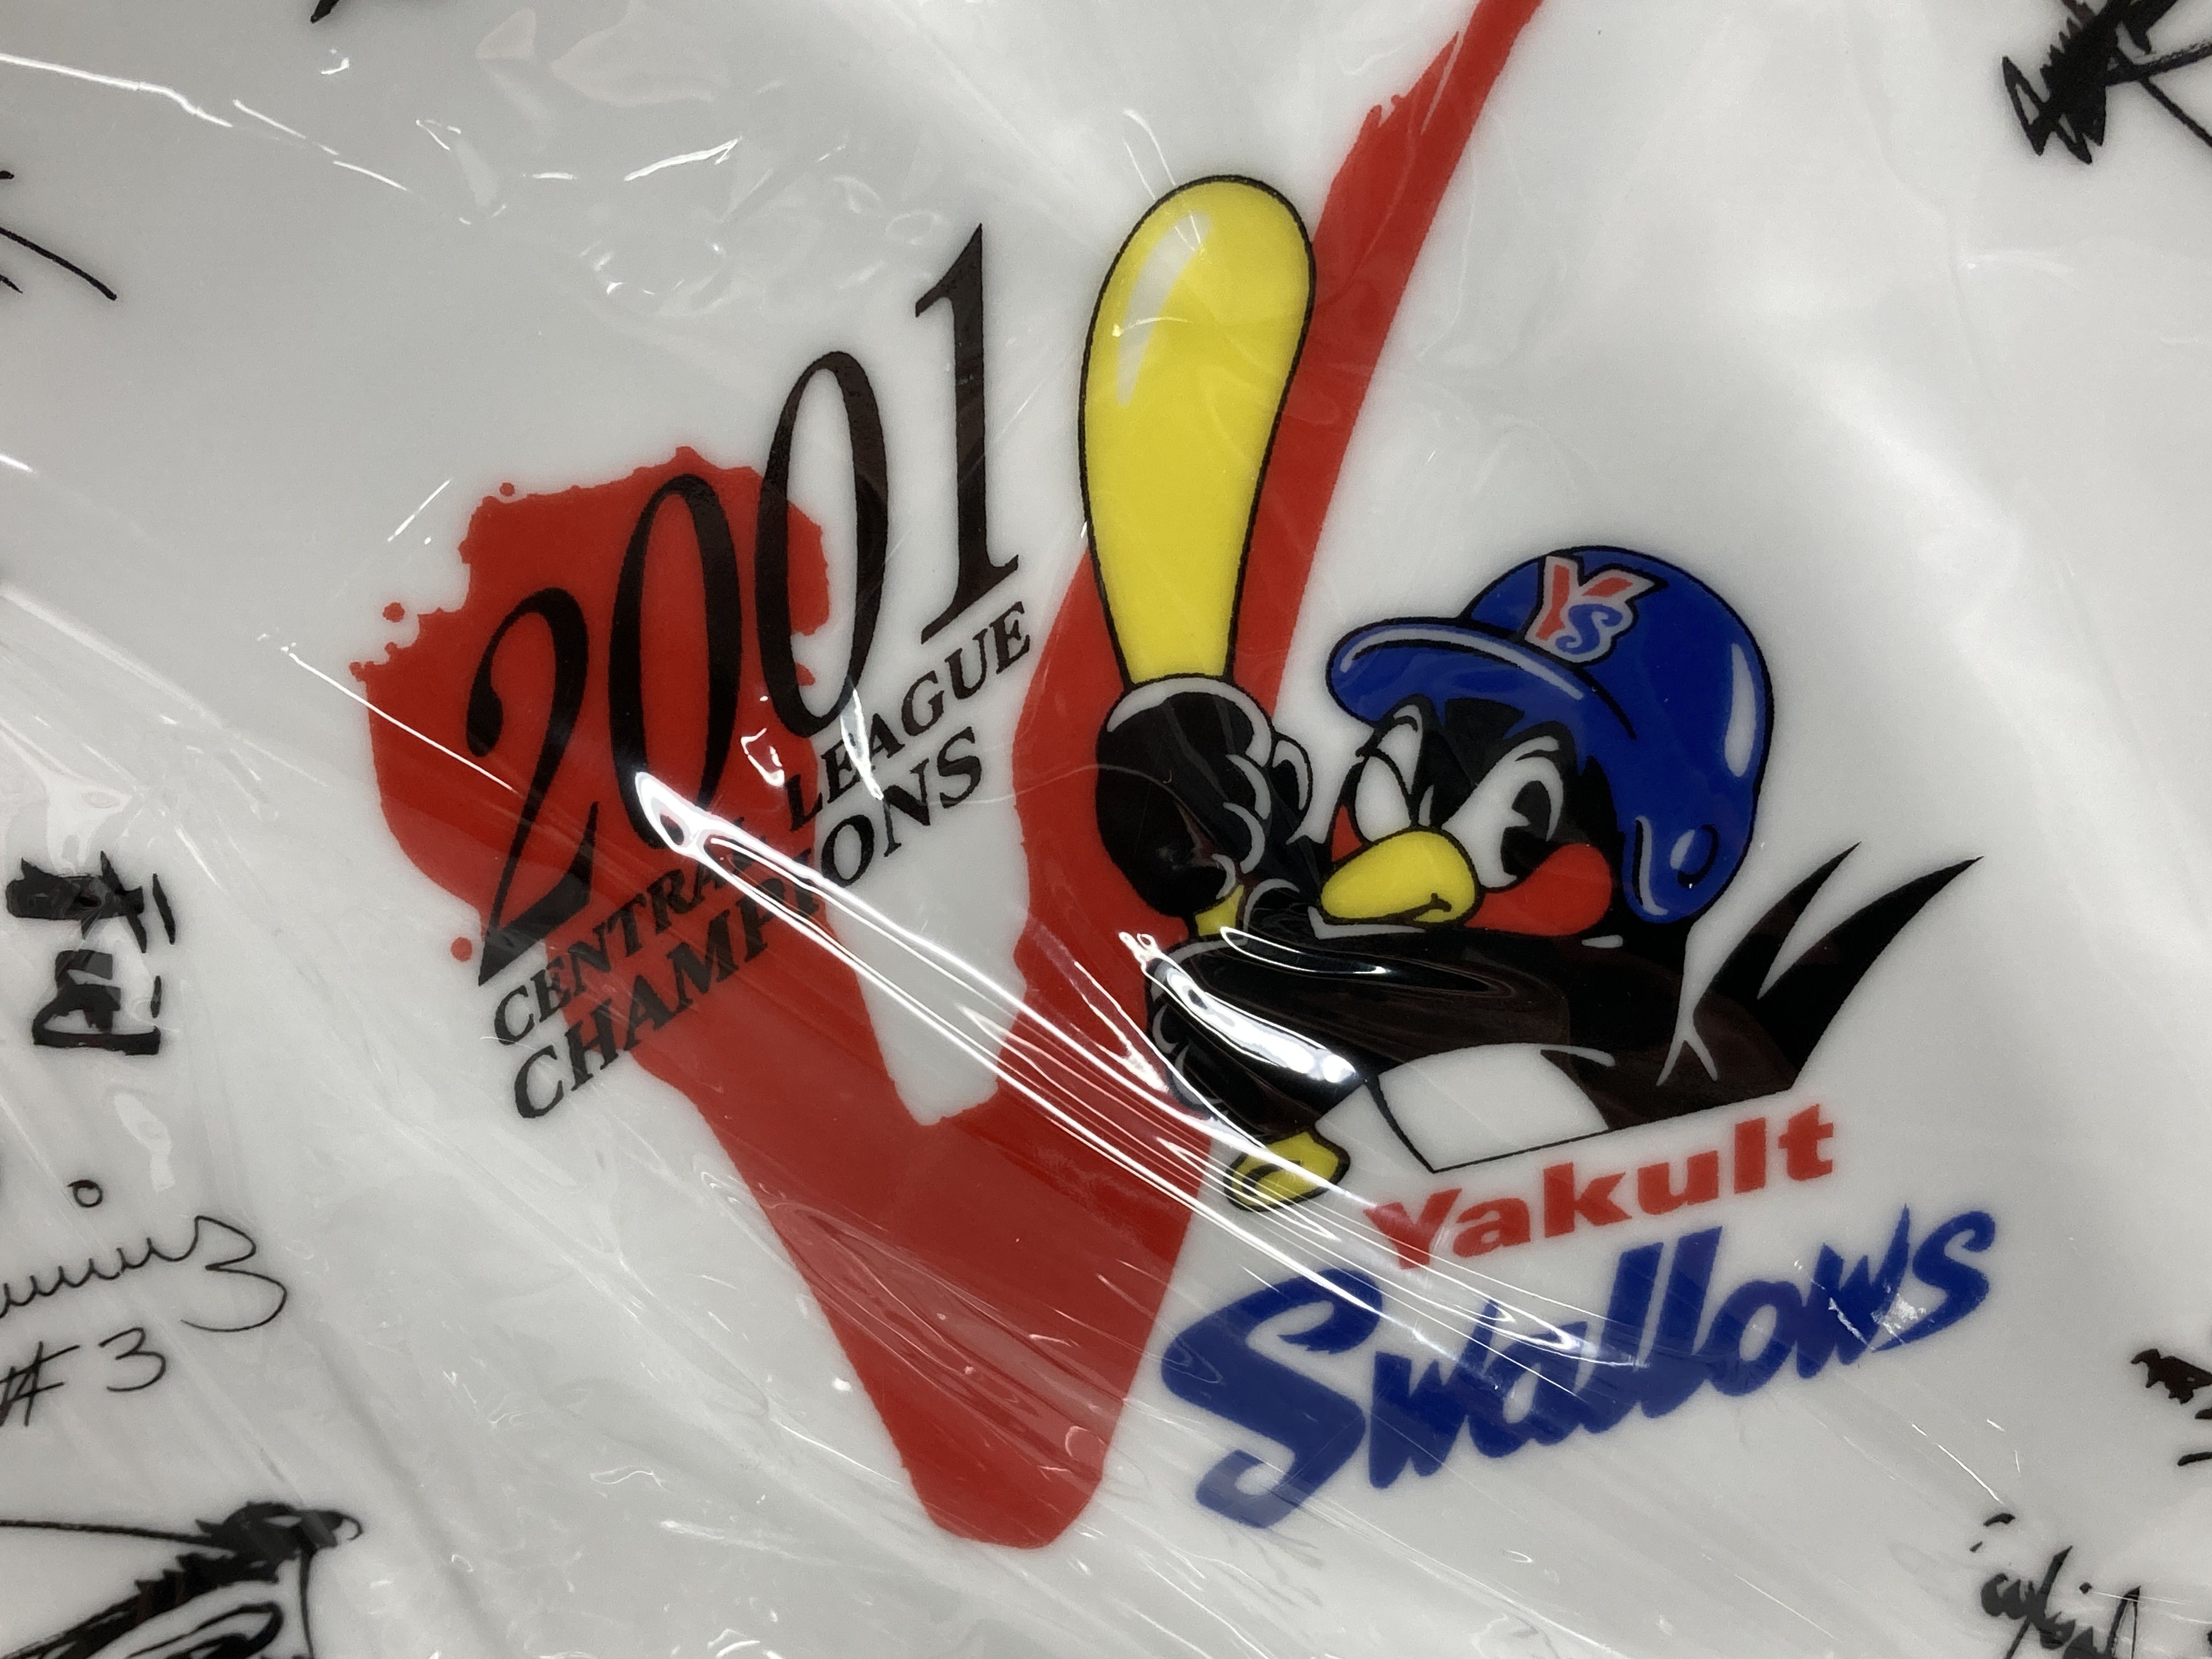 2001
CENTRAL LEAGUE
CHAMPIONS
YS
Yakult
Swallows
#3